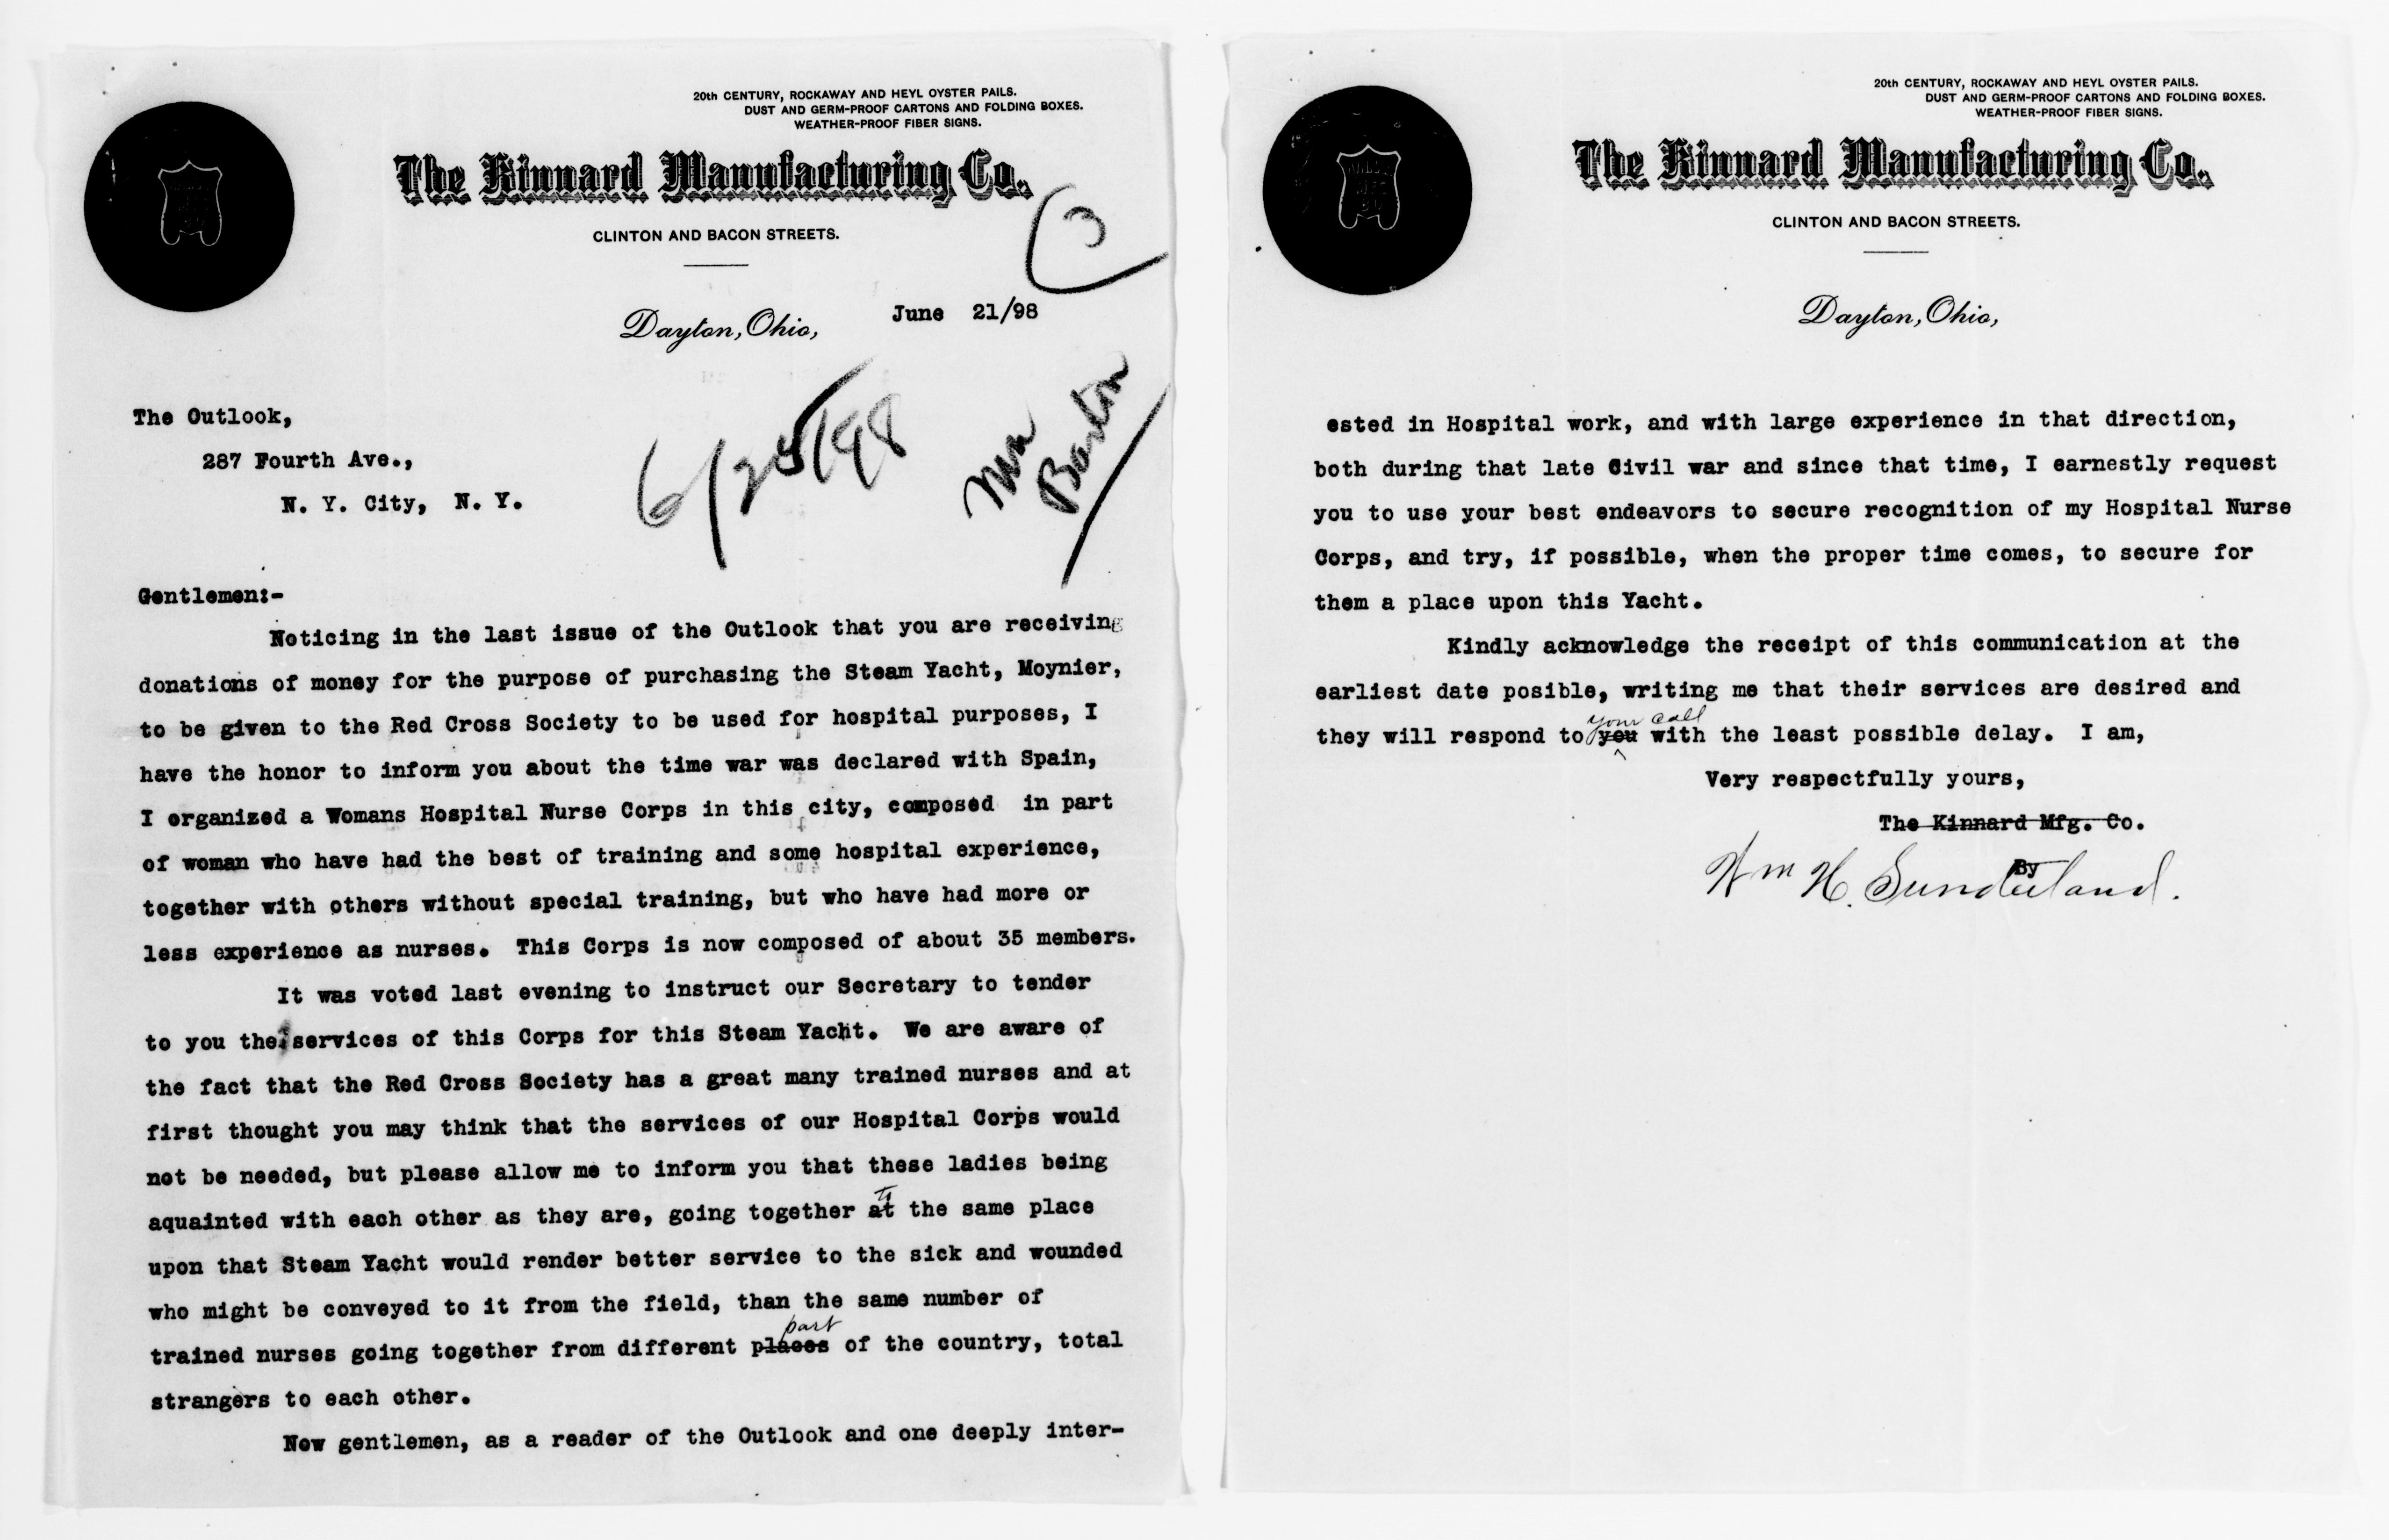 20th CENTURY, ROCKAWAY AND HEYL OYSTER PAILS.
DUST AND GERM-PROOF CARTONS AND FOLDING BOXES.
WEATHER-PROOF FIBER SIGNS.
The Kinnard Manufacturing Co.
3
CLINTON AND BACON STREETS.
Dayton, Ohio, June 21/98
The Outlook,
287 Fourth Ave.,
N. Y. City, N. Y.
6/25/98
Barton
Gentlemen:-
Noticing in the last issue of the Outlook that you are receiving
donations of money for the purpose of purchasing the Steam Yacht, Moynier,
to be given to the Red Cross Society to be used for hospital purposes, I
have the honor to inform you about the time war was declared with Spain,
I organized a Womans Hospital Nurse Corps in this city, composed in part
of woman who have had the best of training and some hospital experience,
together with others without special training, but who have had more or
less experience as nurses. This Corps is now composed of about 35 members.
It was voted last evening to instruct our Secretary to tender
to you the services of this Corps for this Steam Yacht. We are aware of
the fact that the Red Cross Society has a great many trained nurses and at
first thought you may think that the services of our Hospital Corps would
not be needed, but please allow me to inform you that these ladies being
to
aquainted with each other as they are, going together at the same place
upon that Steam Yacht would render better service to the sick and wounded
who might be conveyed to it from the field, than the same number of
part
trained nurses going together from different places of the country, total
strangers to each other.
Now gentlemen, as a reader of the Outlook and one deeply inter-
20th CENTURY, ROCKAWAY AND HEYL OYSTER PAILS.
DUST AND GERM-PROOF CARTONS AND FOLDING BOXES.
WEATHER-PROOF FIBER SIGNS.
The Kinnard Manufacturing Co.
CLINTON AND BACON STREETS.
Dayton, Ohio,
ested in Hospital work, and with large experience in that direction,
both during that late Civil war and since that time, I earnestly request
you to use your best endeavors to secure recognition of my Hospital Nurse
Corps, and try, if possible, when the proper time comes, to secure for
them a place upon this Yacht.
Kindly acknowledge the receipt of this communication at the
earliest date posible, writing me that their services are desired and
your call
they will respond to you with the least possible delay. I am,
Very respectfully yours,
The Kinnard Mfg. Co.
By
Wm H. Sunderland.